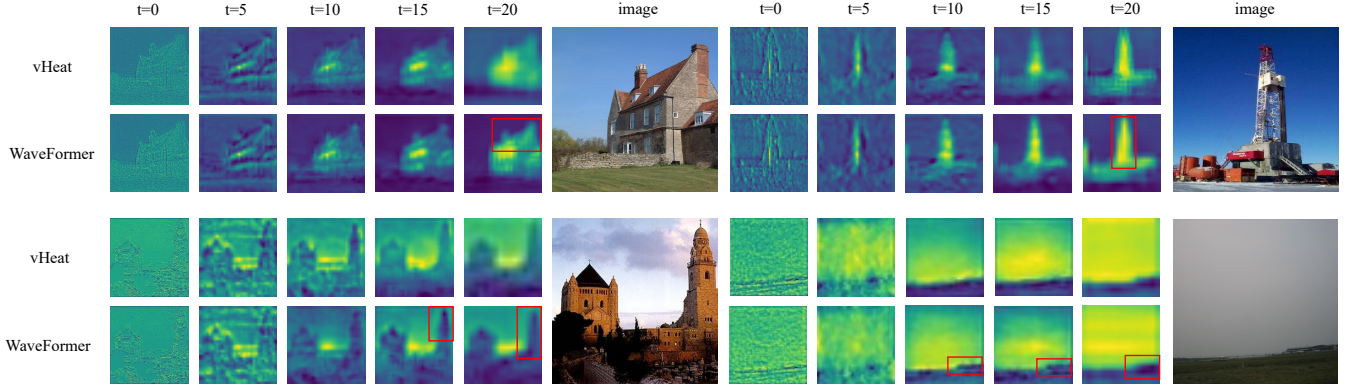 t=0 t=5 t=10 t=15 t=20 image t=0 t=5 t=10 t=15 t=20 image
vHeat
WaveFormer
vHeat
WaveFormer